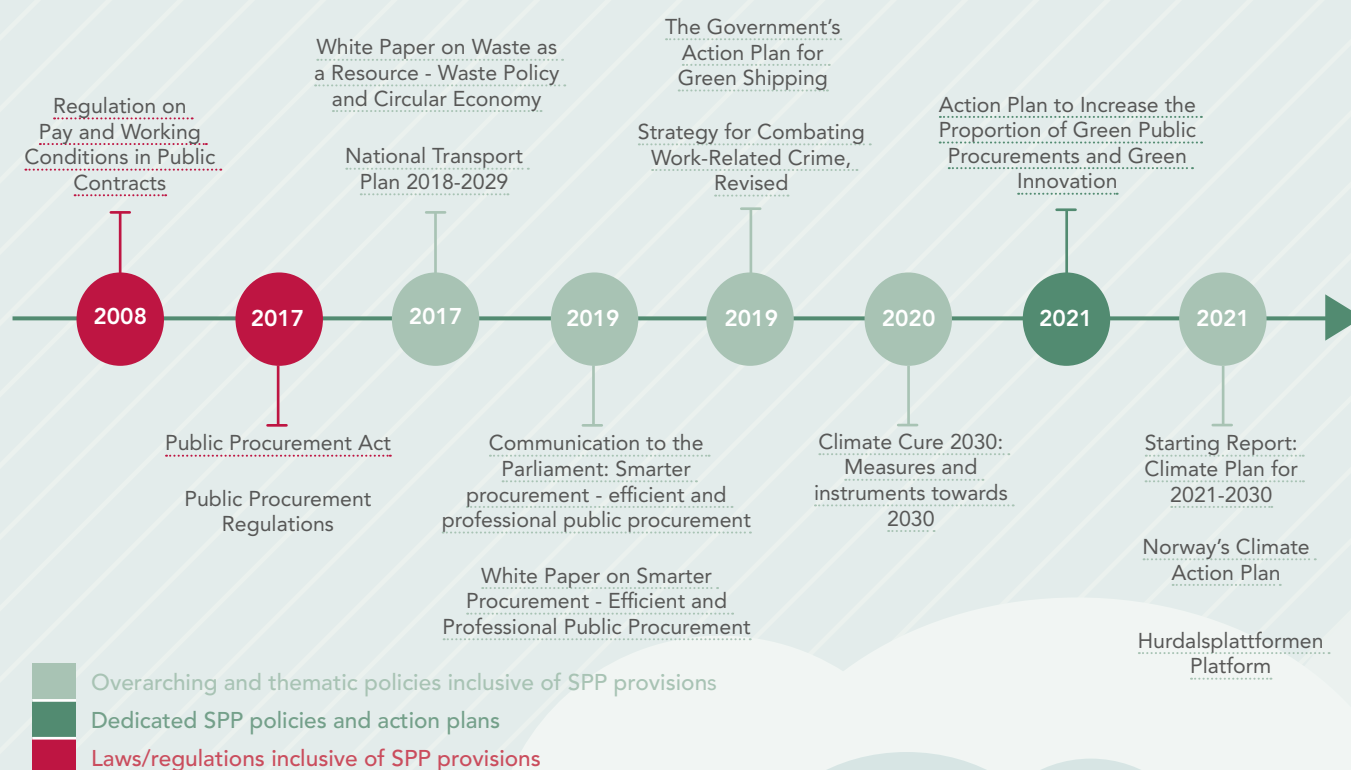 Regulation on
Pay and Working
Conditions in Public
Contracts
White Paper on Waste as
a Resource - Waste Policy
and Circular Economy
National Transport
Plan 2018-2029
The Government's
Action Plan for
Green Shipping
Strategy for Combating
Work-Related Crime,
Revised
Action Plan to Increase the
Proportion of Green Public
Procurements and Green
Innovation
2008
2017
2017
2019
2019
2020
2021
2021
Public Procurement Act
Public Procurement
Regulations
Communication to the
Parliament: Smarter
procurement - efficient and
professional public procurement
White Paper on Smarter
Procurement - Efficient and
Professional Public Procurement
Climate Cure 2030:
Measures and
instruments towards
2030
Starting Report:
Climate Plan for
2021-2030
Norway's Climate
Action Plan
Hurdalsplattformen
Platform
Overarching and thematic policies inclusive of SPP provisions
Dedicated SPP policies and action plans
Laws/regulations inclusive of SPP provisions